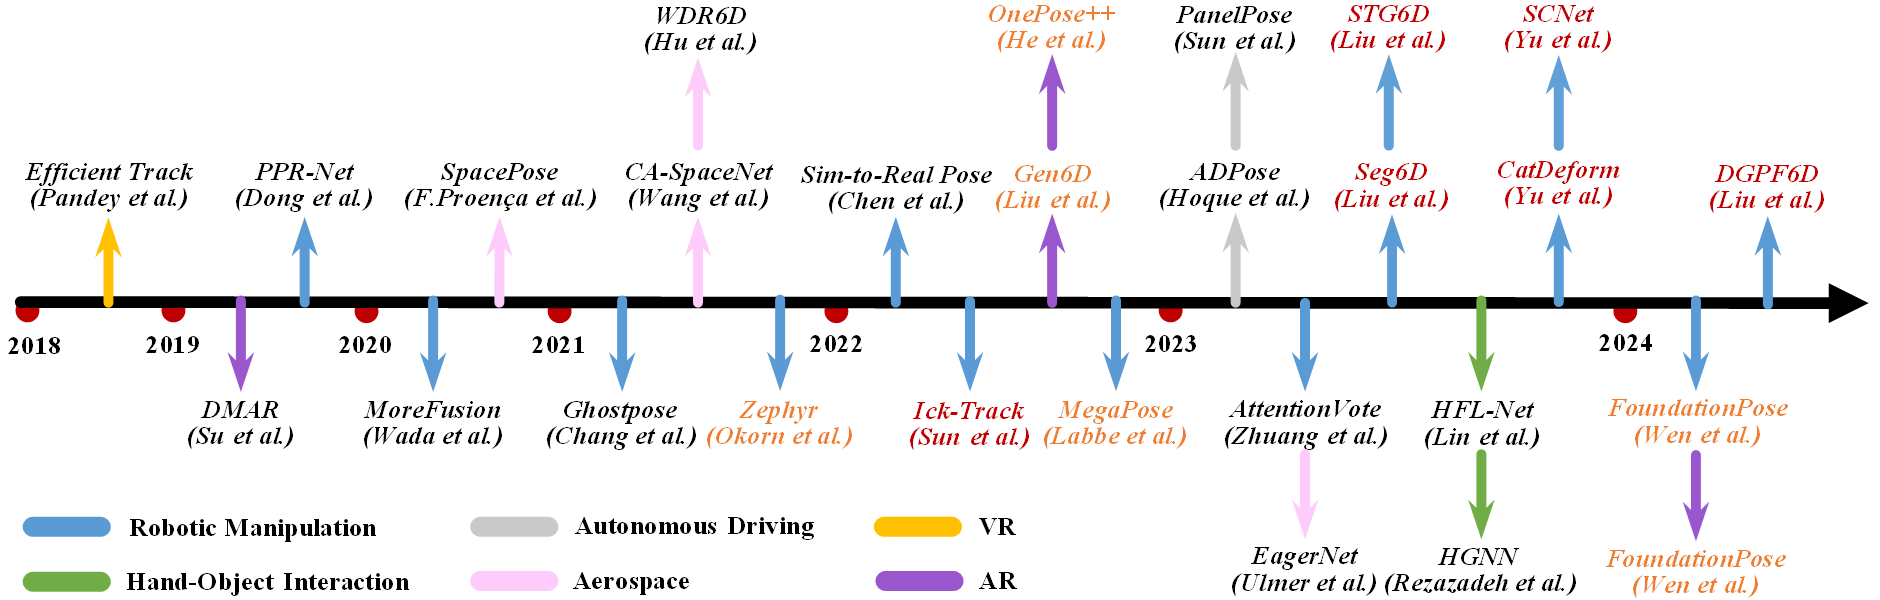 WDR6D
(Hu et al.)
OnePose++
(He et al.)
PanelPose
(Sun et al.)
STG6D
(Liu et al.)
SCNet
(Yu et al.)
Efficient Track
(Pandey et al.)
PPR-Net
(Dong et al.)
SpacePose
(F.Proença et al.)
CA-SpaceNet
(Wang et al.)
Sim-to-Real Pose
(Chen et al.)
Gen6D
(Liu et al.)
ADPose
(Hoque et al.)
Seg6D
(Liu et al.)
CatDeform
(Yu et al.)
DGPF6D
(Liu et al.)
2018
2019
2020
2021
2022
2023
2024
DMAR
(Su et al.)
MoreFusion
(Wada et al.)
Ghostpose
(Chang et al.)
Zephyr
(Okorn et al.)
Ick-Track
(Sun et al.)
MegaPose
(Labbe et al.)
AttentionVote
(Zhuang et al.)
HFL-Net
(Lin et al.)
FoundationPose
(Wen et al.)
EagerNet
(Ulmer et al.)
HGNN
(Rezazadeh et al.)
FoundationPose
(Wen et al.)
Robotic Manipulation
Autonomous Driving
VR
Hand-Object Interaction
Aerospace
AR